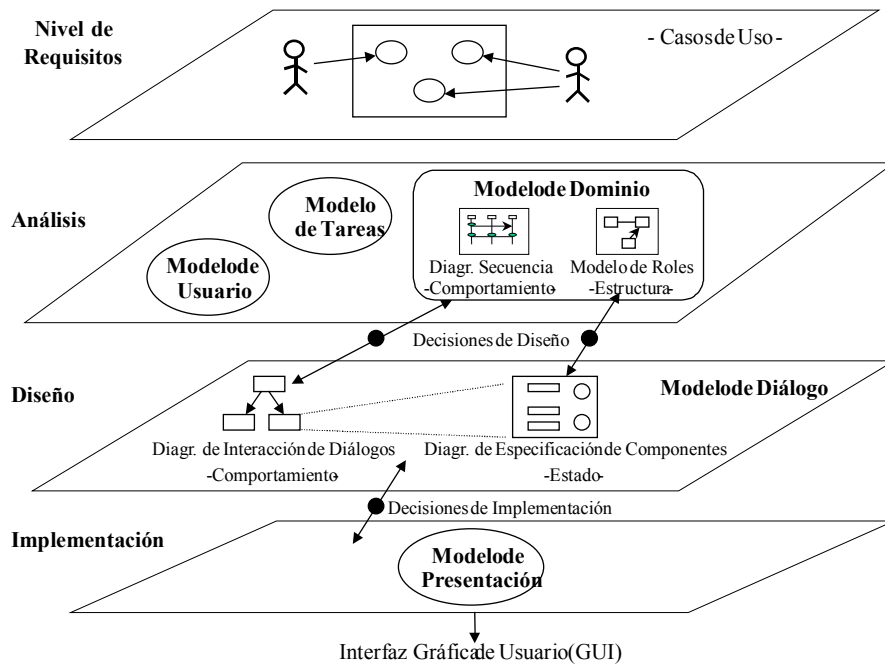 Nivel de
Requisitos
- Casos de Uso -
Análisis
Modelo
de Tareas
Modelo de
Usuario
Modelo de Dominio
Diagr. Secuencia
-Comportamiento-
Modelo de Roles
-Estructura-
Decisiones de Diseño
Diseño
Modelo de Diálogo
Diagr. de Interacción de Diálogos
-Comportamiento-
Diagr. de Especificación de Componentes
-Estado-
Decisiones de Implementación
Implementación
Modelo de
Presentación
Interfaz Gráfica de Usuario (GUI)